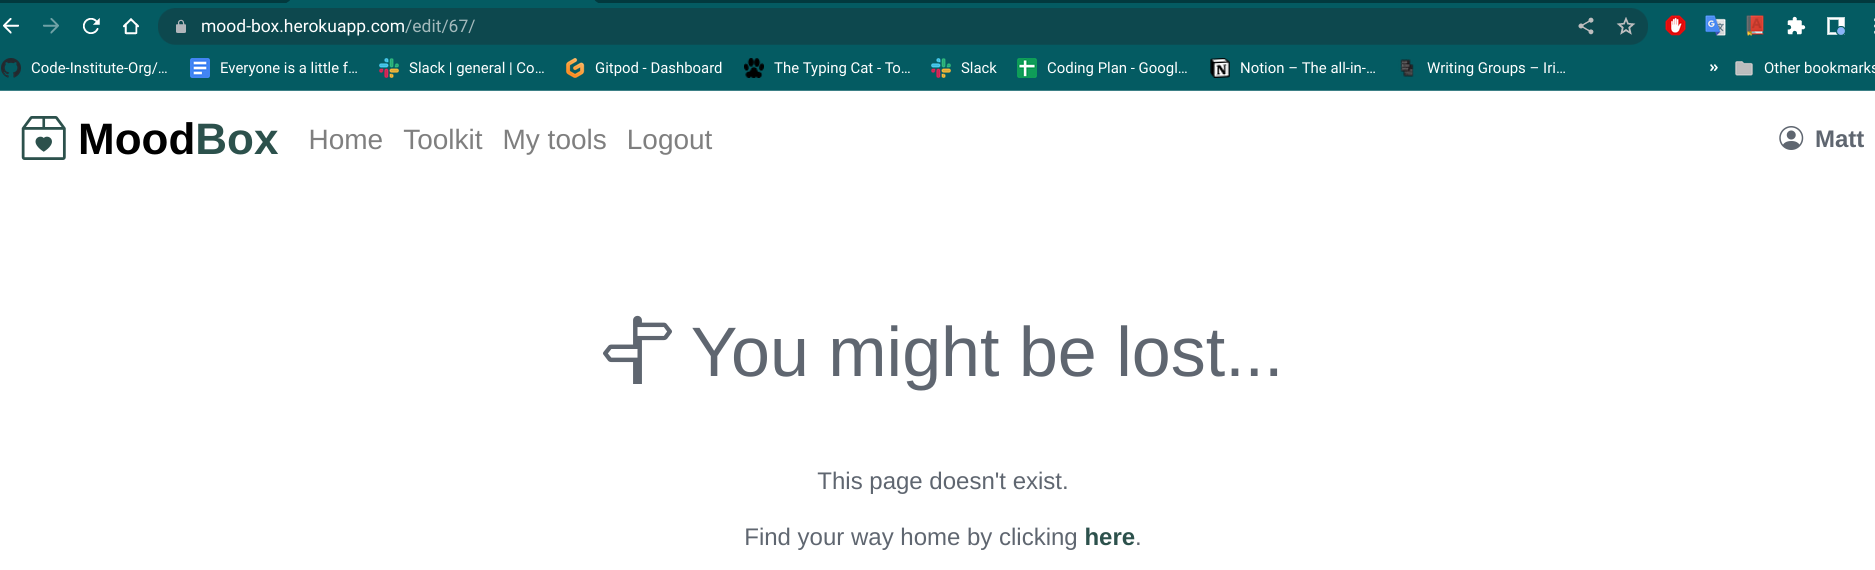 mood-box.herokuapp.com/edit/67/
Code-Institute-Org/... Everyone is a little f... Slack | general | Co... Gitpod - Dashboard The Typing Cat - To... Slack Coding Plan - Googl... Notion – The all-in-... Writing Groups – Iri... » Other bookmarks
MoodBox Home Toolkit My tools Logout Matt
You might be lost...
This page doesn't exist.
Find your way home by clicking here.